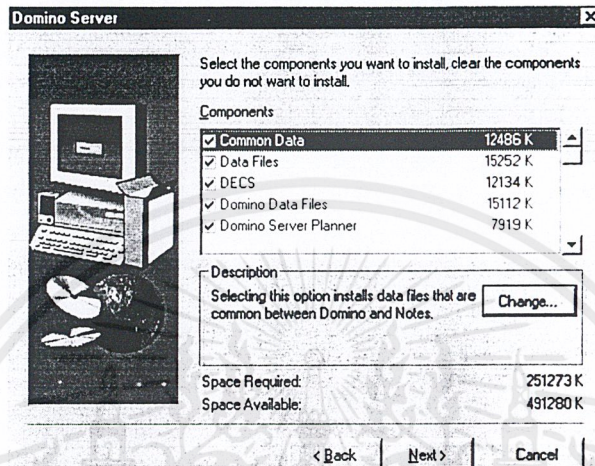 Domino Server
Select the components you want to install, clear the components
you do not want to install.
Components
Common Data 12486 K
Data Files 15252 K
DECS 12134 K
Domino Data Files 15112 K
Domino Server Planner 7919 K
Description
Selecting this option installs data files that are
common between Domino and Notes.
Change...
Space Required: 251273 K
Space Available: 491280 K
< Back Next > Cancel